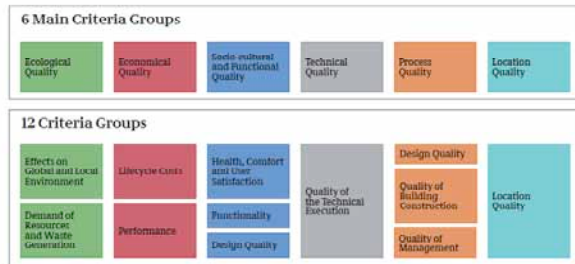 6 Main Criteria Groups
Ecological
Quality
Economical
Quality
Socio-cultural
and Functional
Quality
Technical
Quality
Process
Quality
Location
Quality
12 Criteria Groups
Effects on
Global and Local
Environment
Demand of
Resources
and Waste
Generation
Lifecycle Costs
Performance
Health, Comfort
and User
Satisfaction
Functionality
Design Quality
Quality of
the Technical
Execution
Design Quality
Quality of
Building
Construction
Quality of
Management
Location
Quality